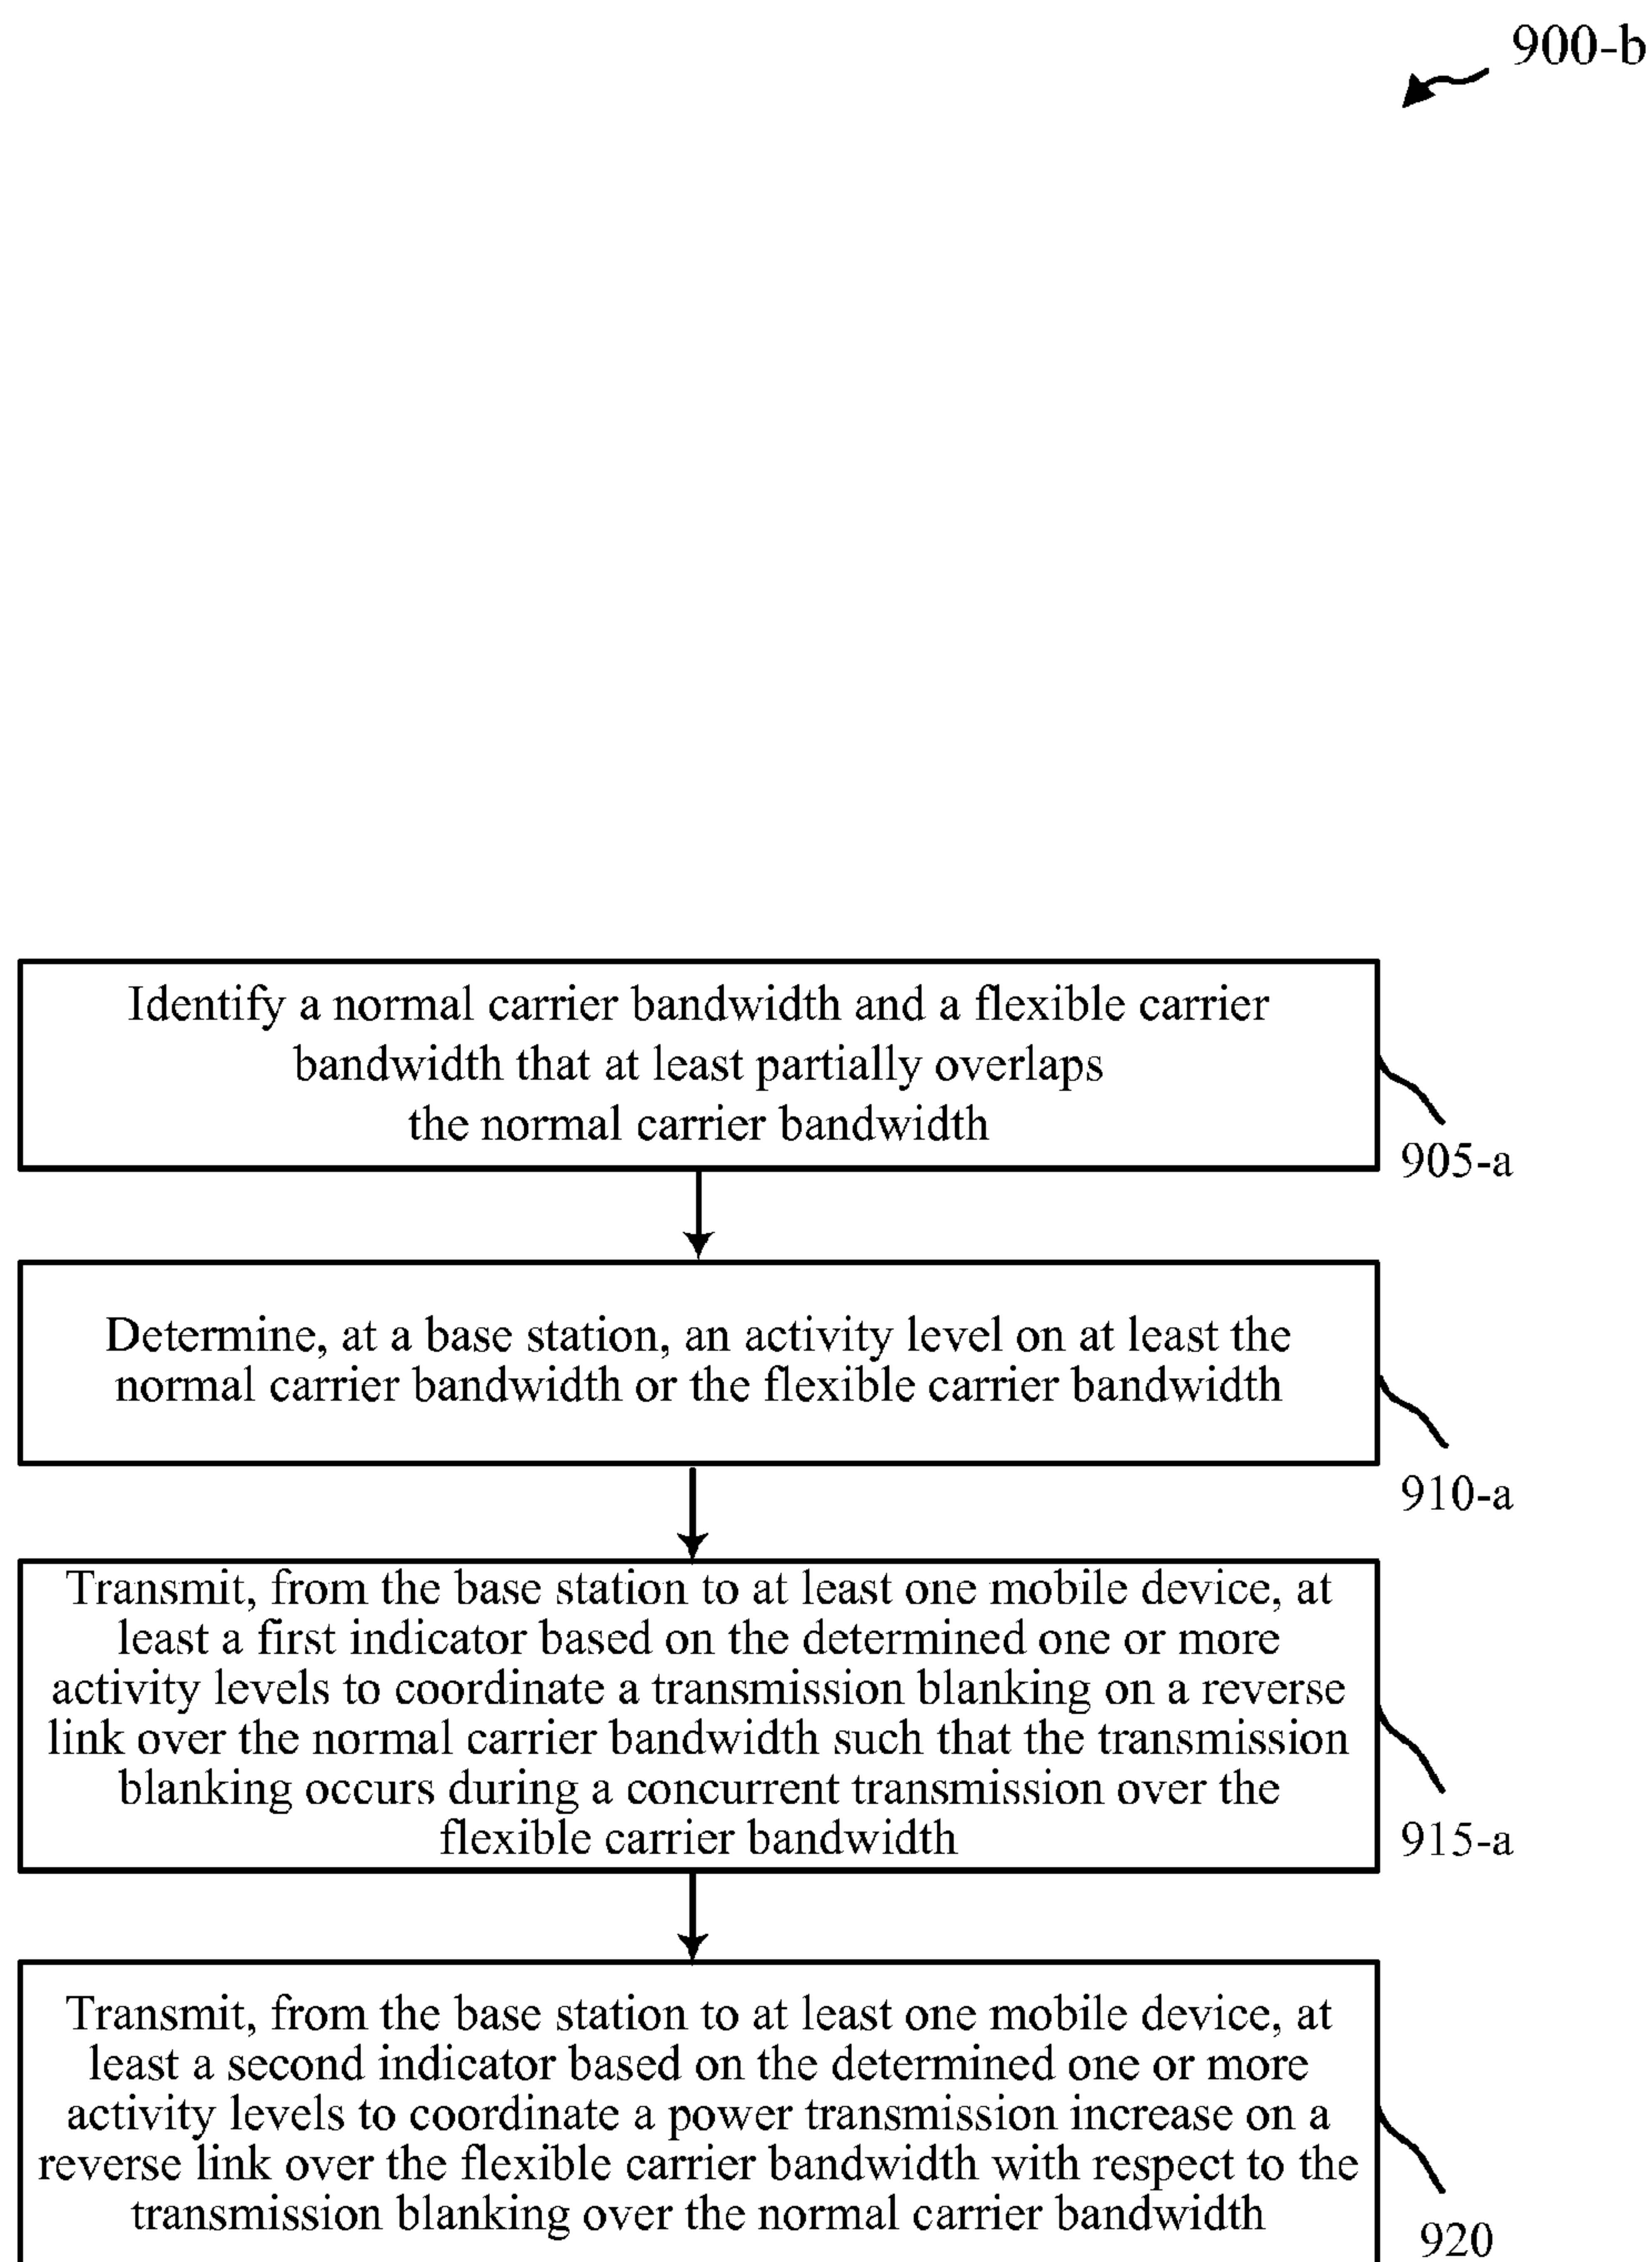 900-b
Identify a normal carrier bandwidth and a flexible carrier
bandwidth that at least partially overlaps
the normal carrier bandwidth
905-a
Determine, at a base station, an activity level on at least the
normal carrier bandwidth or the flexible carrier bandwidth
910-a
Transmit, from the base station to at least one mobile device, at
least a first indicator based on the determined one or more
activity levels to coordinate a transmission blanking on a reverse
link over the normal carrier bandwidth such that the transmission
blanking occurs during a concurrent transmission over the
flexible carrier bandwidth
915-a
Transmit, from the base station to at least one mobile device, at
least a second indicator based on the determined one or more
activity levels to coordinate a power transmission increase on a
reverse link over the flexible carrier bandwidth with respect to the
transmission blanking over the normal carrier bandwidth
920